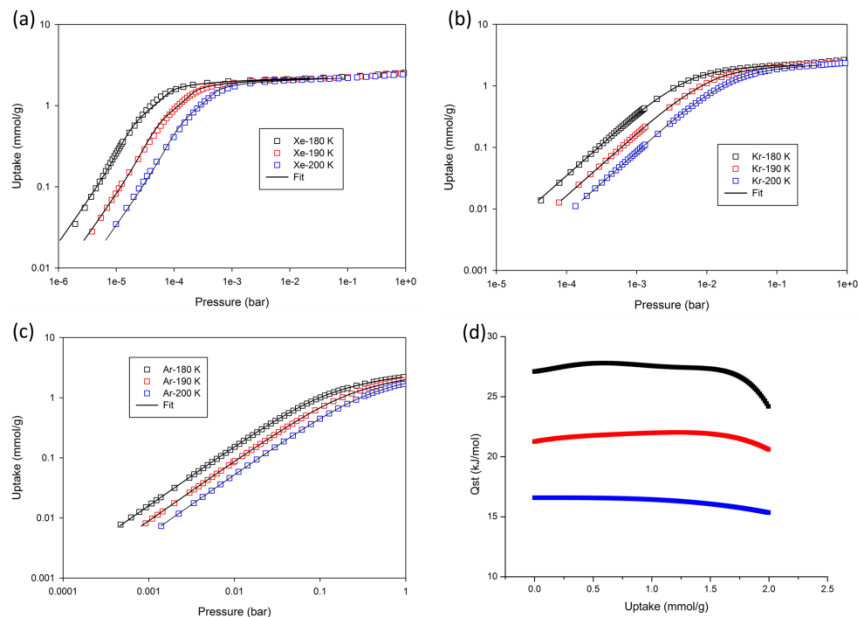 (a)
Uptake (mmol/g)
10
1
0.1
0.01
Xe-180 K
Xe-190 K
Xe-200 K
Fit
1e-6 1e-5 1e-4 1e-3 1e-2 1e-1 1e+0
Pressure (bar)
(b)
Uptake (mmol/g)
10
1
0.1
0.01
0.001
Kr-180 K
Kr-190 K
Kr-200 K
Fit
1e-5 1e-4 1e-3 1e-2 1e-1 1e+0
Pressure (bar)
(c)
Uptake (mmol/g)
10
1
0.1
0.01
0.001
Ar-180 K
Ar-190 K
Ar-200 K
Fit
0.0001 0.001 0.01 0.1 1
Pressure (bar)
(d)
Qst (kJ/mol)
35
30
25
20
15
10
0.0 0.5 1.0 1.5 2.0 2.5
Uptake (mmol/g)